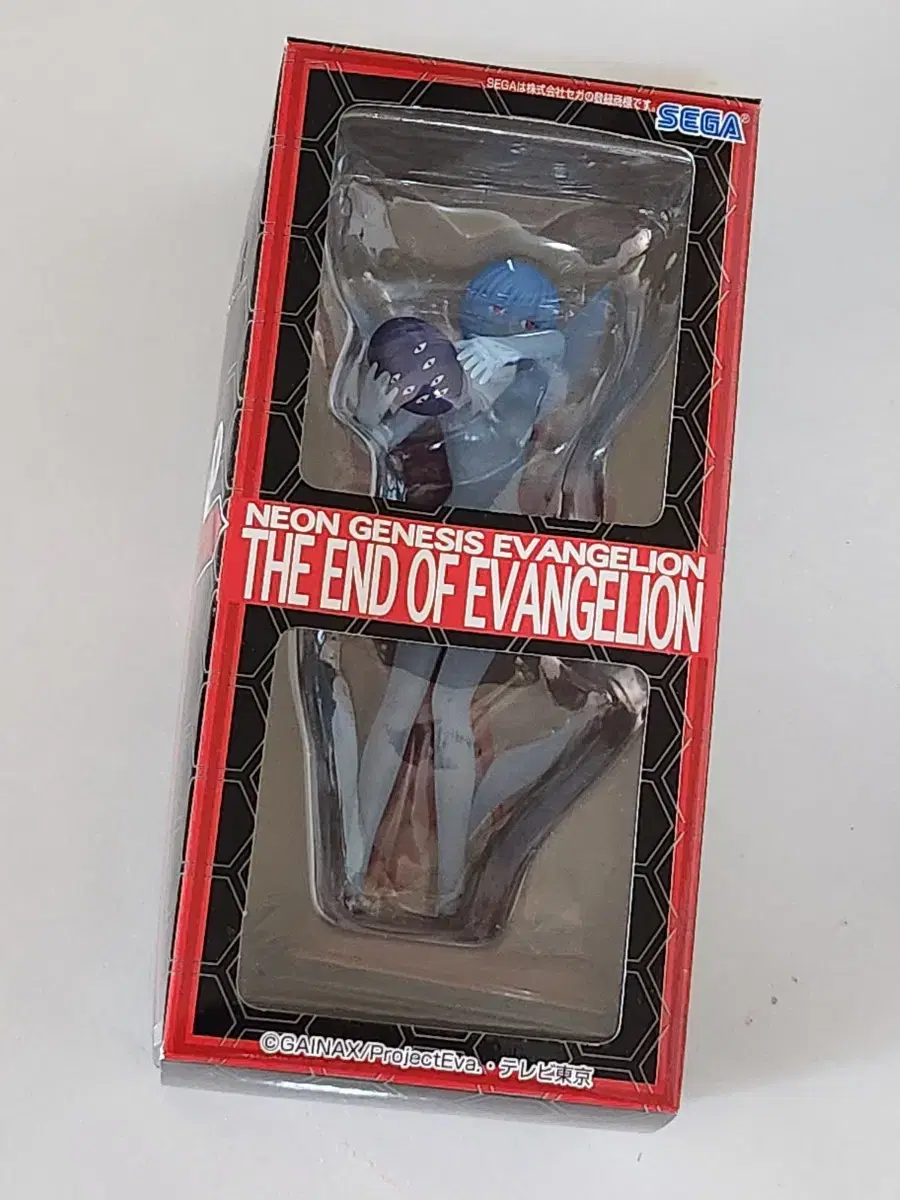 SEGAは株式会社セガの登録商標です。
SEGA®
NEON GENESIS EVANGELION
THE END OF EVANGELION
©GAINAX/ProjectEva.・テレビ東京